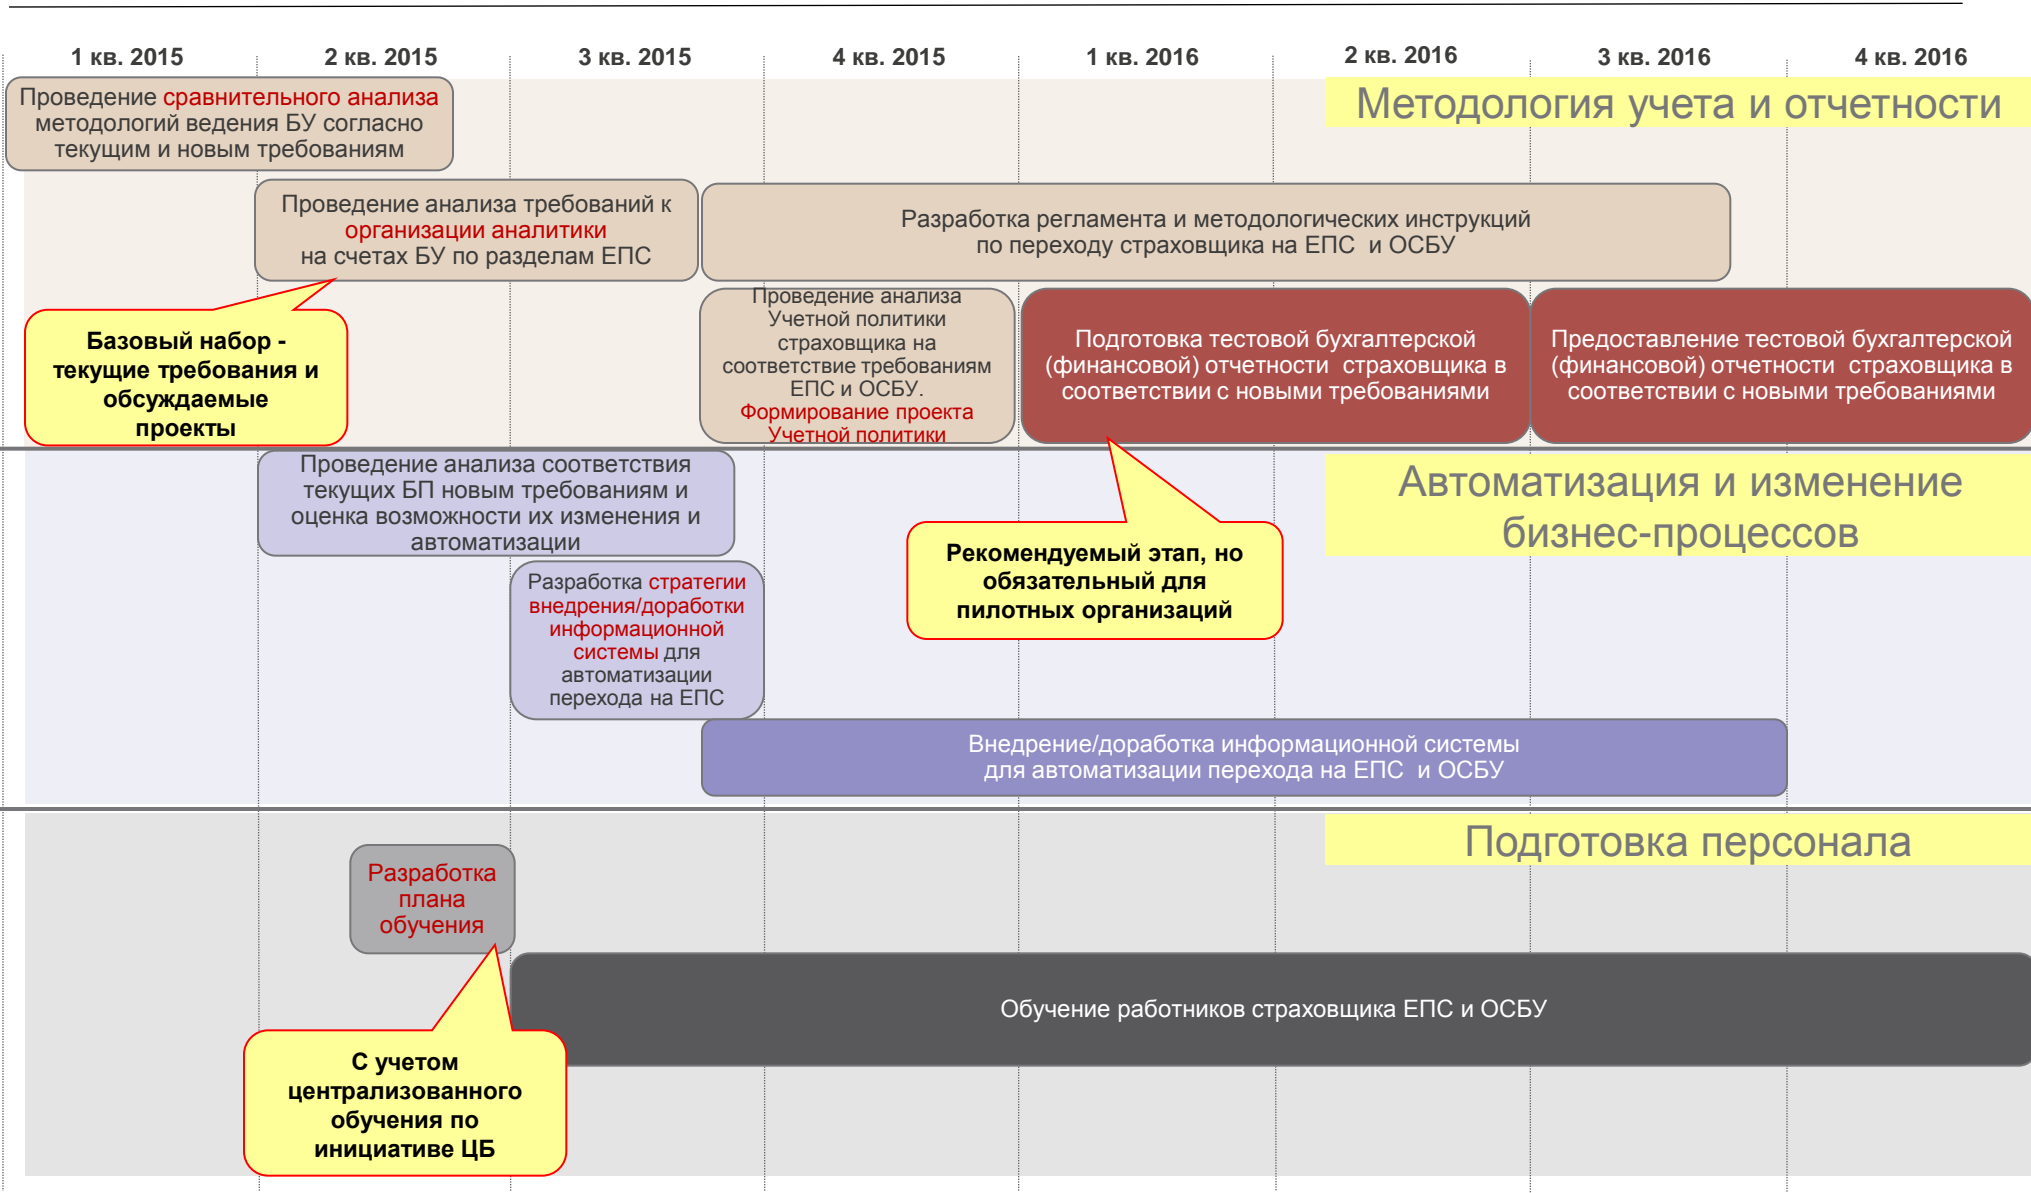 1 кв. 2015
2 кв. 2015
3 кв. 2015
4 кв. 2015
1 кв. 2016
2 кв. 2016
3 кв. 2016
4 кв. 2016
Методология учета и отчетности
Проведение сравнительного анализа
методологий ведения БУ согласно
текущим и новым требованиям
Проведение анализа требований к
организации аналитики
на счетах БУ по разделам ЕПС
Разработка регламента и методологических инструкций
по переходу страховщика на ЕПС и ОСБУ
Базовый набор -
текущие требования и
обсуждаемые
проекты
Проведение анализа
Учетной политики
страховщика на
соответствие требованиям
ЕПС и ОСБУ.
Формирование проекта
Учетной политики
Подготовка тестовой бухгалтерской
(финансовой) отчетности страховщика в
соответствии с новыми требованиями
Предоставление тестовой бухгалтерской
(финансовой) отчетности страховщика в
соответствии с новыми требованиями
Автоматизация и изменение
бизнес-процессов
Проведение анализа соответствия
текущих БП новым требованиям и
оценка возможности их изменения и
автоматизации
Рекомендуемый этап, но
обязательный для
пилотных организаций
Разработка стратегии
внедрения/доработки
информационной
системы для
автоматизации
перехода на ЕПС
Внедрение/доработка информационной системы
для автоматизации перехода на ЕПС и ОСБУ
Подготовка персонала
Разработка
плана
обучения
Обучение работников страховщика ЕПС и ОСБУ
С учетом
централизованного
обучения по
инициативе ЦБ